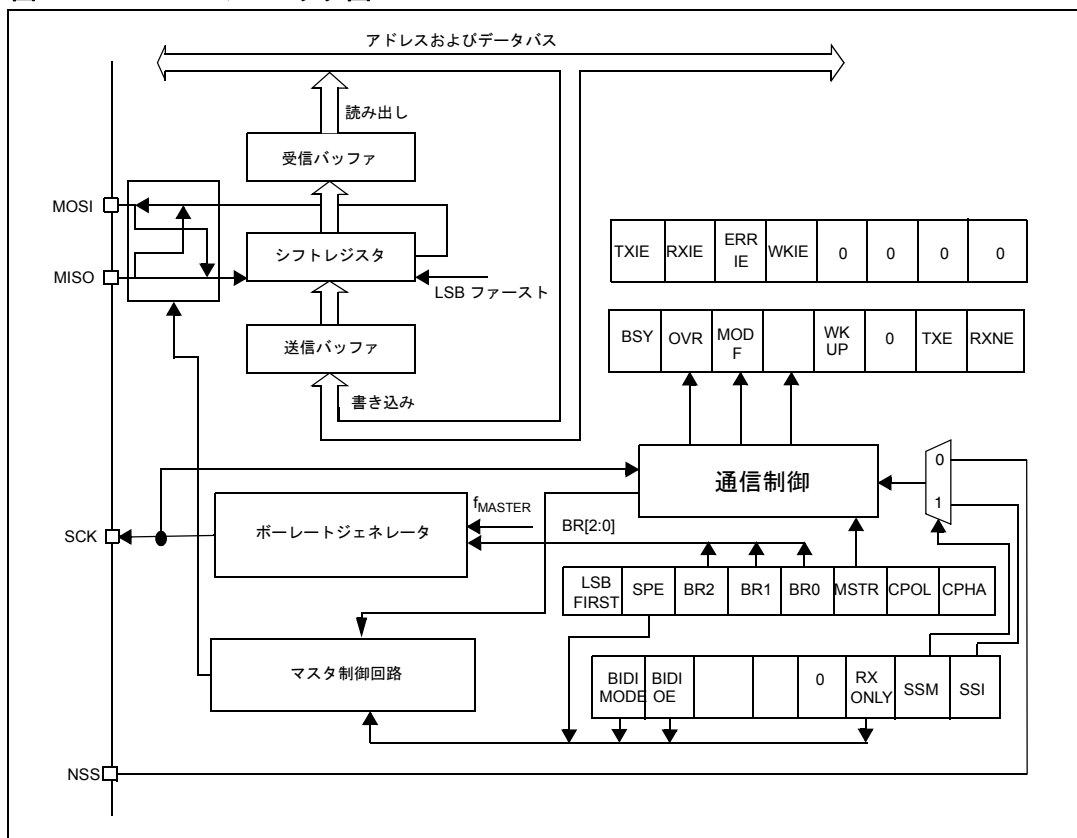 アドレスおよびデータバス
読み出し
受信バッファ
MOSI
シフトレジスタ
MISO
LSB ファースト
送信バッファ
書き込み
TXIE RXIE ERR IE WKIE 0 0 0 0
BSY OVR MOD F WK UP 0 TXE RXNE
通信制御
0
1
SCK
ボーレートジェネレータ
fMASTER
BR[2:0]
LSB FIRST SPE BR2 BR1 BR0 MSTR CPOL CPHA
マスタ制御回路
BIDI MODE BIDI OE 0 RX ONLY SSM SSI
NSS